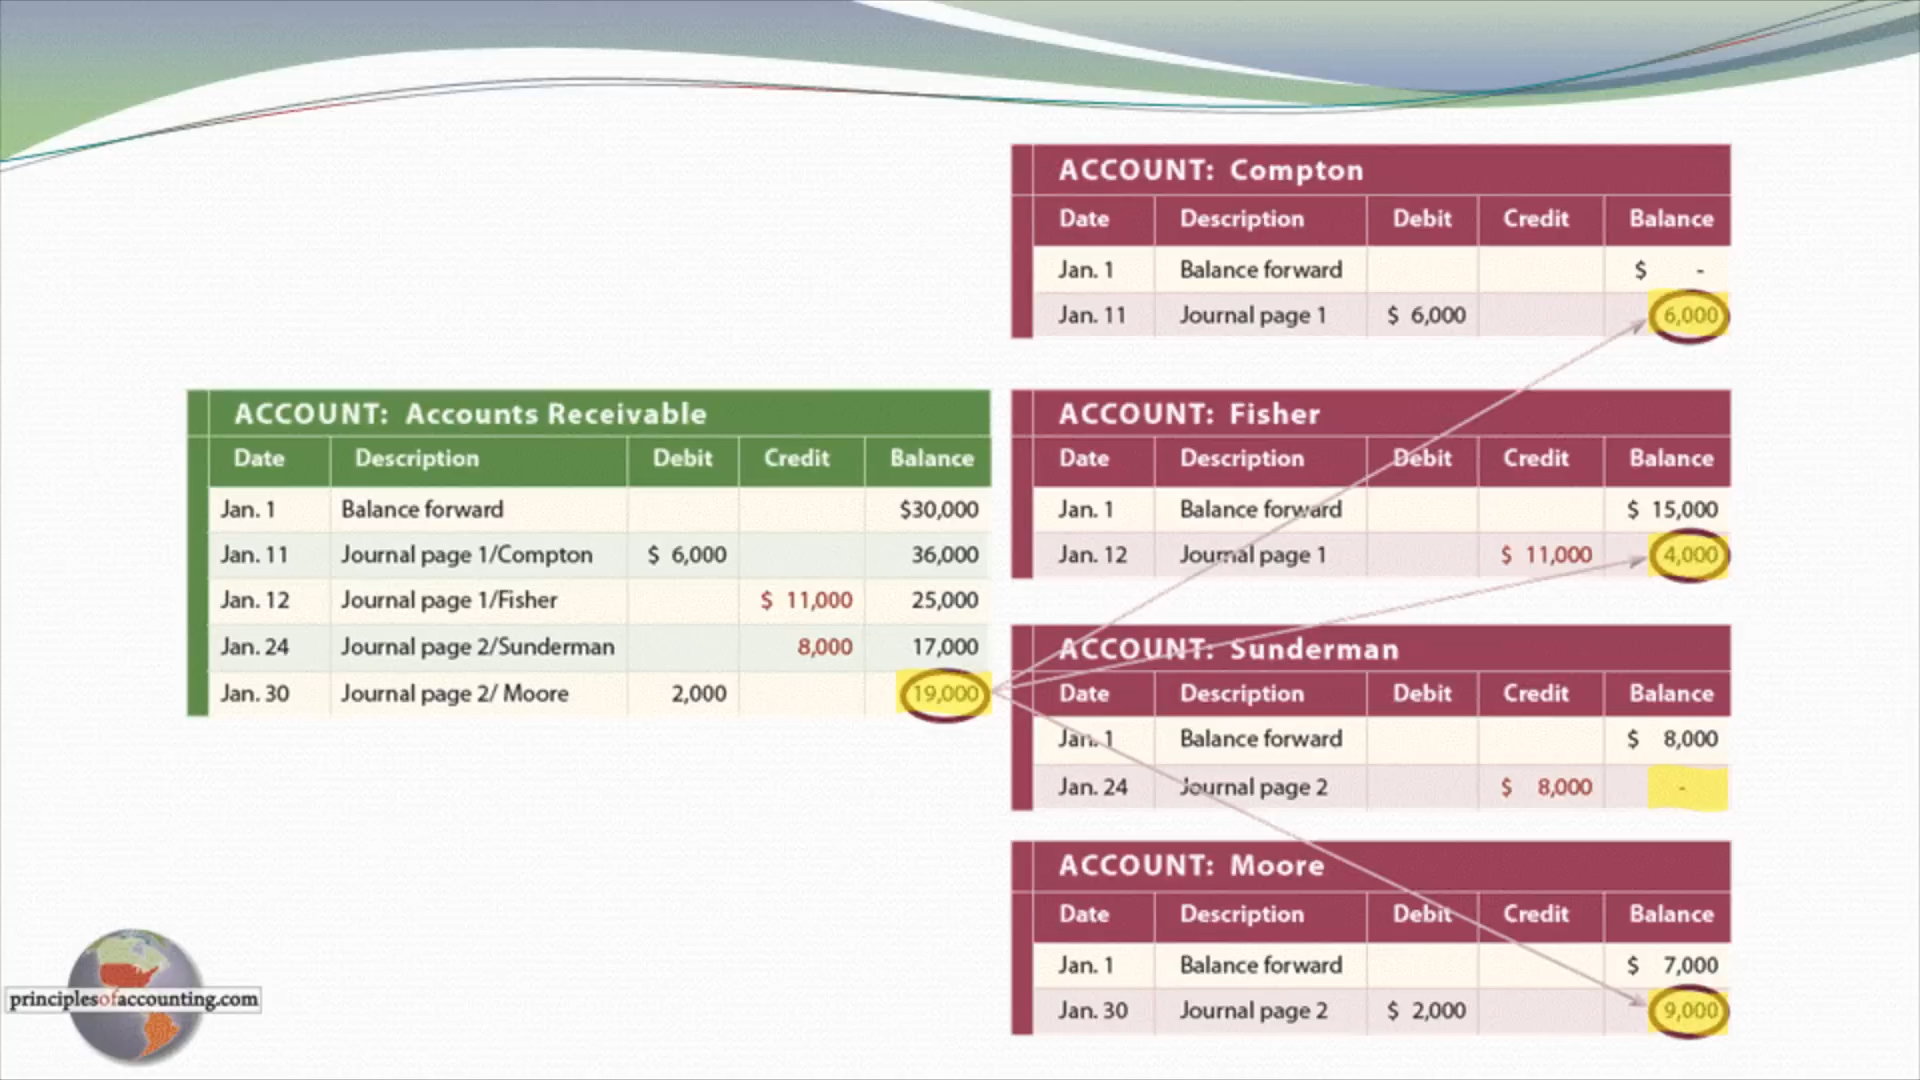 ACCOUNT: Compton
Date Description Debit Credit Balance
Jan. 1 Balance forward $ -
Jan. 11 Journal page 1 $ 6,000 6,000
ACCOUNT: Accounts Receivable
Date Description Debit Credit Balance
Jan. 1 Balance forward $30,000
Jan. 11 Journal page 1/Compton $ 6,000 36,000
Jan. 12 Journal page 1/Fisher $ 11,000 25,000
Jan. 24 Journal page 2/Sunderman 8,000 17,000
Jan. 30 Journal page 2/ Moore 2,000 19,000
ACCOUNT: Fisher
Date Description Debit Credit Balance
Jan. 1 Balance forward $ 15,000
Jan. 12 Journal page 1 $ 11,000 4,000
ACCOUNT: Sunderman
Date Description Debit Credit Balance
Jan. 1 Balance forward $ 8,000
Jan. 24 Journal page 2 $ 8,000 -
ACCOUNT: Moore
Date Description Debit Credit Balance
Jan. 1 Balance forward $ 7,000
Jan. 30 Journal page 2 $ 2,000 9,000
principlesofaccounting.com